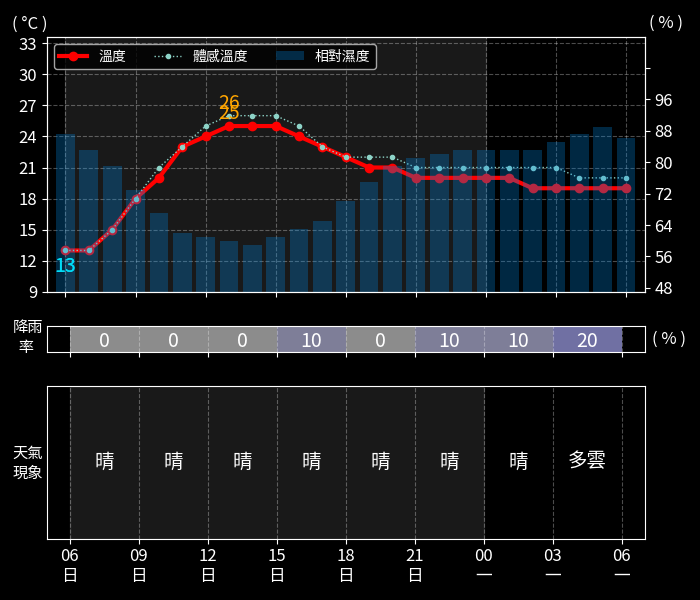 ( °C )
( % )
溫度
體感溫度
相對濕度
33
30
27
24
21
18
15
12
9
96
88
80
72
64
56
48
26
25
13
降雨
率
0
0
0
10
0
10
10
20
( % )
天氣
現象
晴
晴
晴
晴
晴
晴
晴
多雲
06
日
09
日
12
日
15
日
18
日
21
日
00
一
03
一
06
一